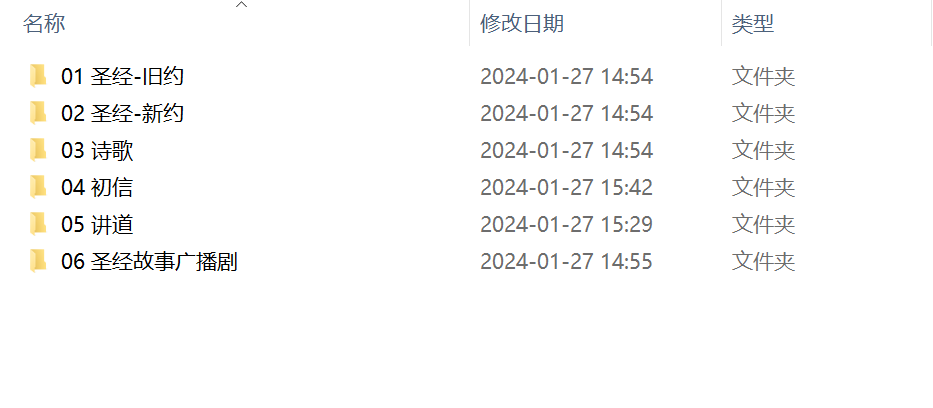 名称 修改日期 类型
01 圣经-旧约 2024-01-27 14:54 文件夹
02 圣经-新约 2024-01-27 14:54 文件夹
03 诗歌 2024-01-27 14:54 文件夹
04 初信 2024-01-27 15:42 文件夹
05 讲道 2024-01-27 15:29 文件夹
06 圣经故事广播剧 2024-01-27 14:55 文件夹